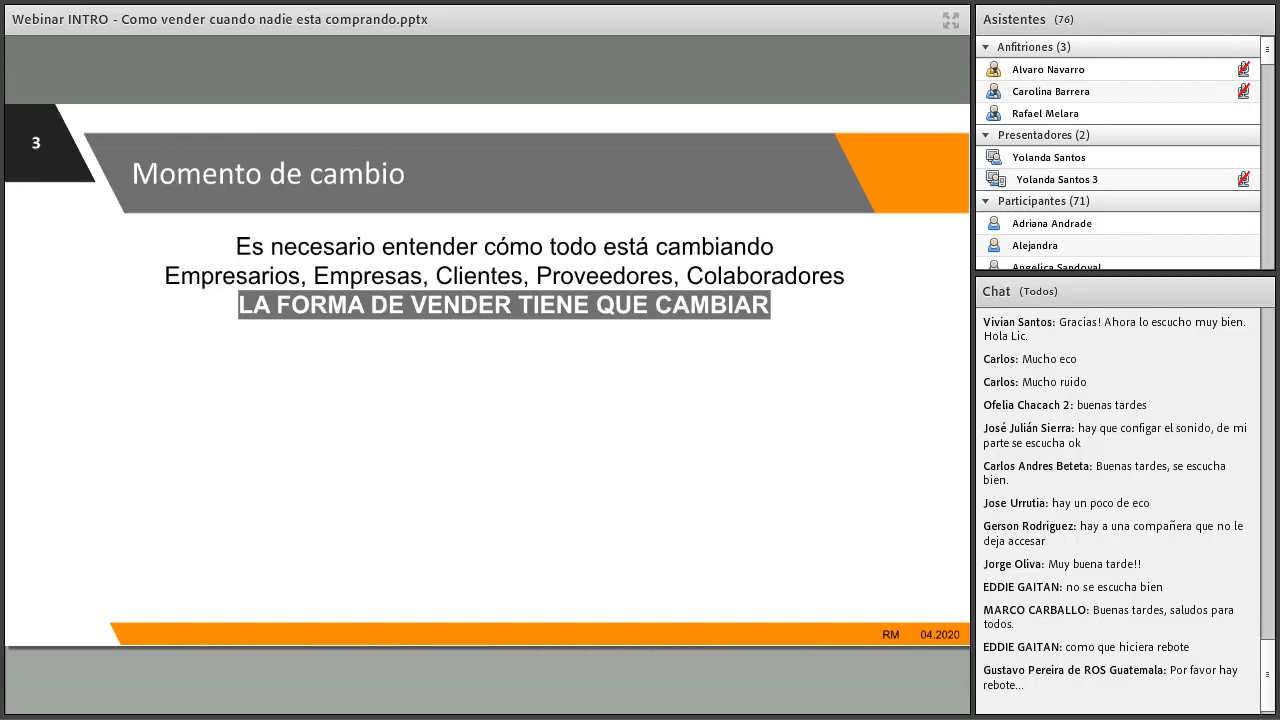 Webinar INTRO - Como vender cuando nadie esta comprando.pptx
3
Momento de cambio
Es necesario entender cómo todo está cambiando
Empresarios, Empresas, Clientes, Proveedores, Colaboradores
LA FORMA DE VENDER TIENE QUE CAMBIAR
RM 04.2020
Asistentes (76)
Anfitriones (3)
Alvaro Navarro
Carolina Barrera
Rafael Melara
Presentadores (2)
Yolanda Santos
Yolanda Santos 3
Participantes (71)
Adriana Andrade
Alejandra
Angelica Sandoval
Chat (Todos)
Vivian Santos: Gracias! Ahora lo escucho muy bien.
Hola Lic.
Carlos: Mucho eco
Carlos: Mucho ruido
Ofelia Chacach 2: buenas tardes
José Julián Sierra: hay que configar el sonido, de mi
parte se escucha ok
Carlos Andres Beteta: Buenas tardes, se escucha
bien.
Jose Urrutia: hay un poco de eco
Gerson Rodriguez: hay a una compañera que no le
deja accesar
Jorge Oliva: Muy buena tarde!!
EDDIE GAITAN: no se escucha bien
MARCO CARBALLO: Buenas tardes, saludos para
todos.
EDDIE GAITAN: como que hiciera rebote
Gustavo Pereira de ROS Guatemala: Por favor hay
rebote...